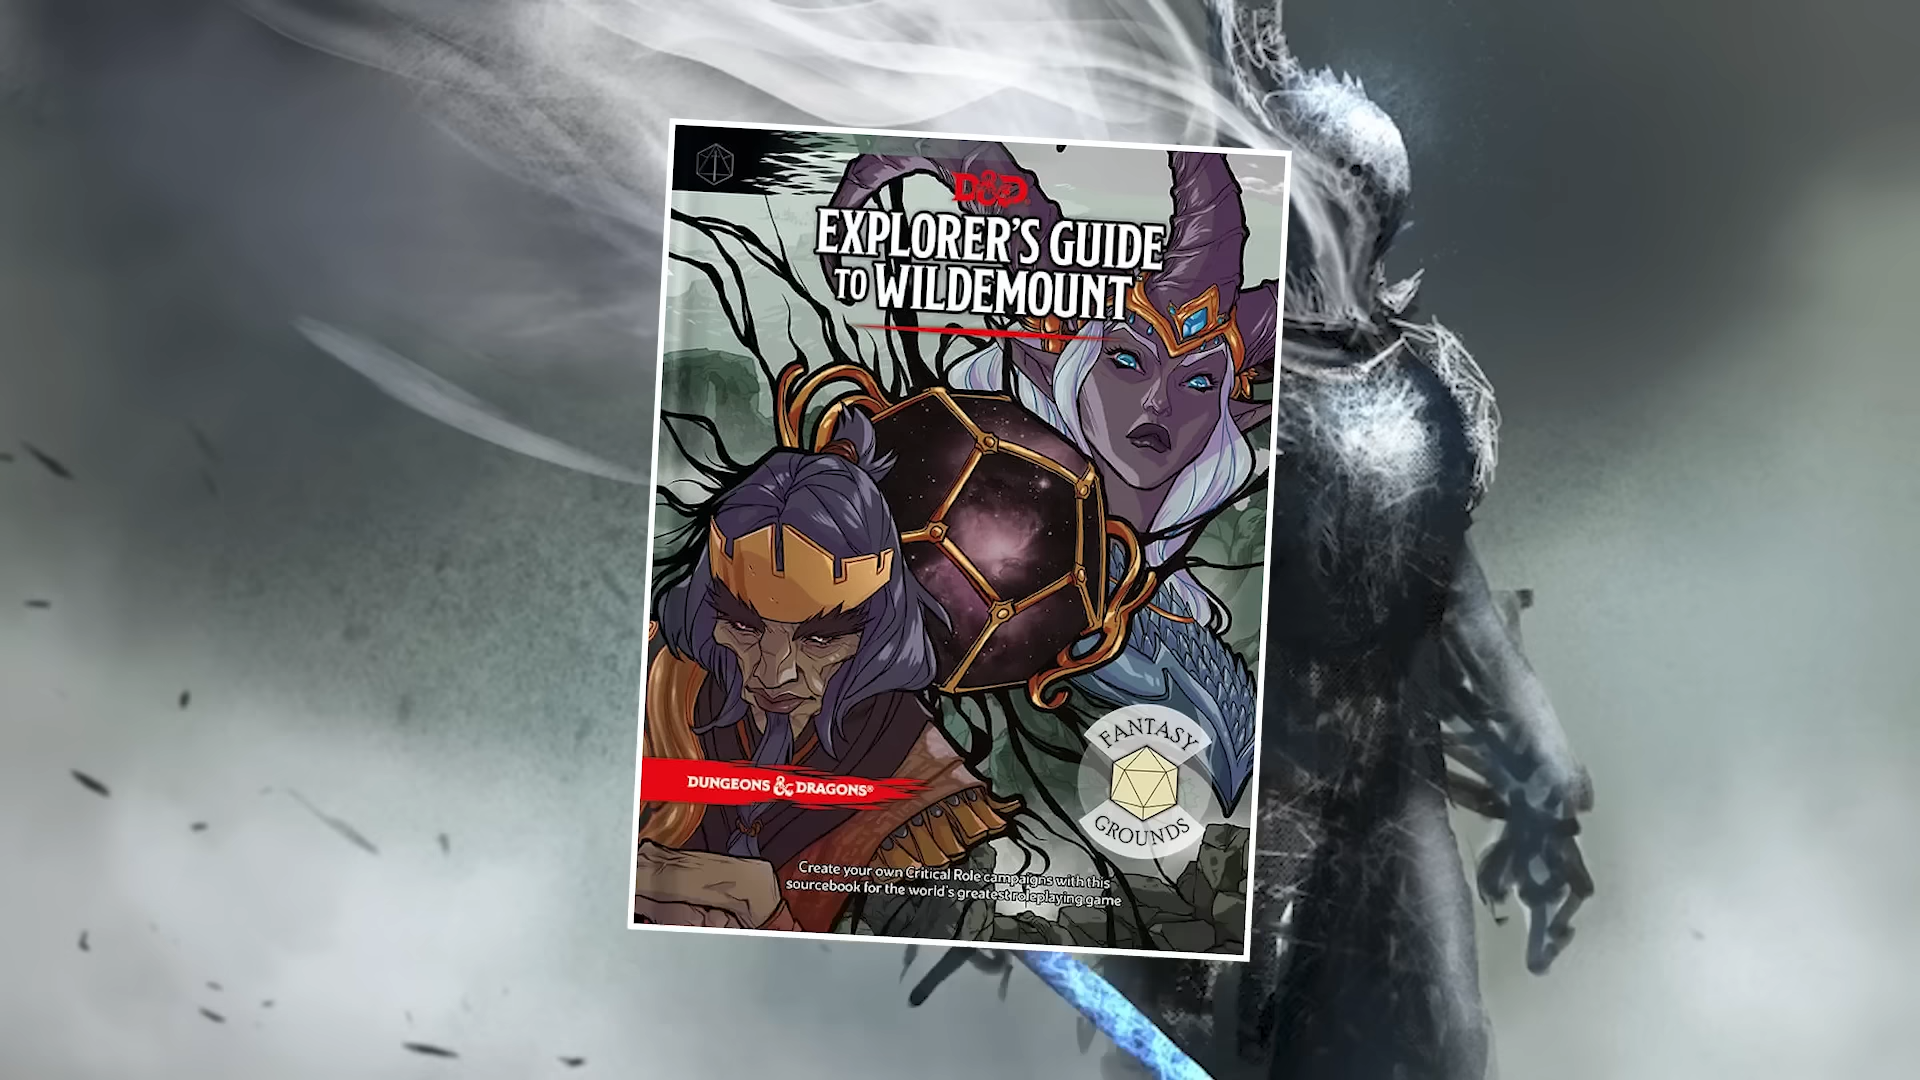 D&D
EXPLORER'S GUIDE
TO WILDEMOUNT™
DUNGEONS & DRAGONS®
FANTASY
GROUNDS
Create your own Critical Role campaigns with this
sourcebook for the world's greatest roleplaying game